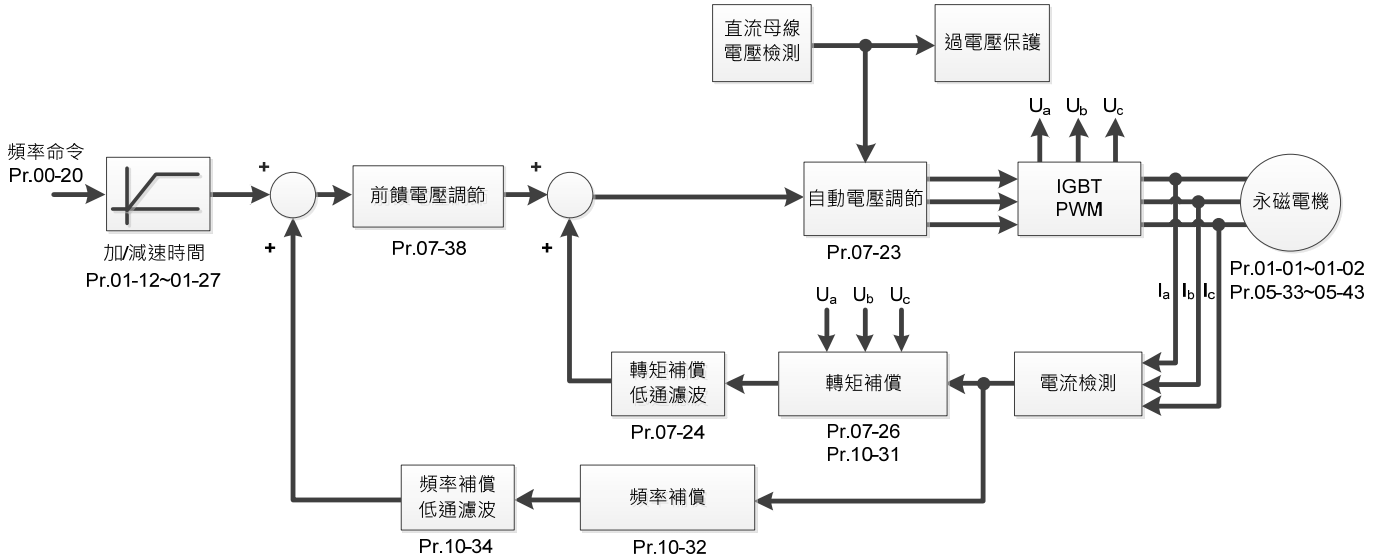 直流母線
電壓檢測
過電壓保護
Ua
Ub
Uc
頻率命令
Pr.00-20
+
+
前饋電壓調節
自動電壓調節
IGBT
PWM
永磁電機
+
+
加/減速時間
Pr.01-12~01-27
Pr.07-38
Pr.07-23
Pr.01-01~01-02
Pr.05-33~05-43
Ia
Ib
Ic
Ua
Ub
Uc
轉矩補償
低通濾波
轉矩補償
電流檢測
Pr.07-24
Pr.07-26
Pr.10-31
頻率補償
低通濾波
頻率補償
Pr.10-34
Pr.10-32